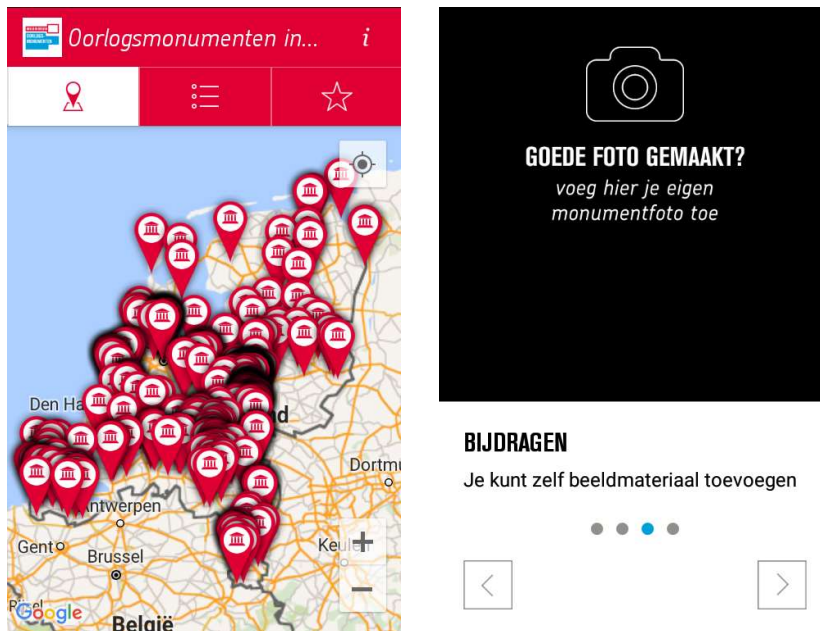 Oorlogsmonumenten in... i
Den Ha
d
Dortmu
Antwerpen
Gent
Brussel
Keulen
Google
België
GOEDE FOTO GEMAAKT?
voeg hier je eigen
monumentfoto toe
BIJDRAGEN
Je kunt zelf beeldmateriaal toevoegen